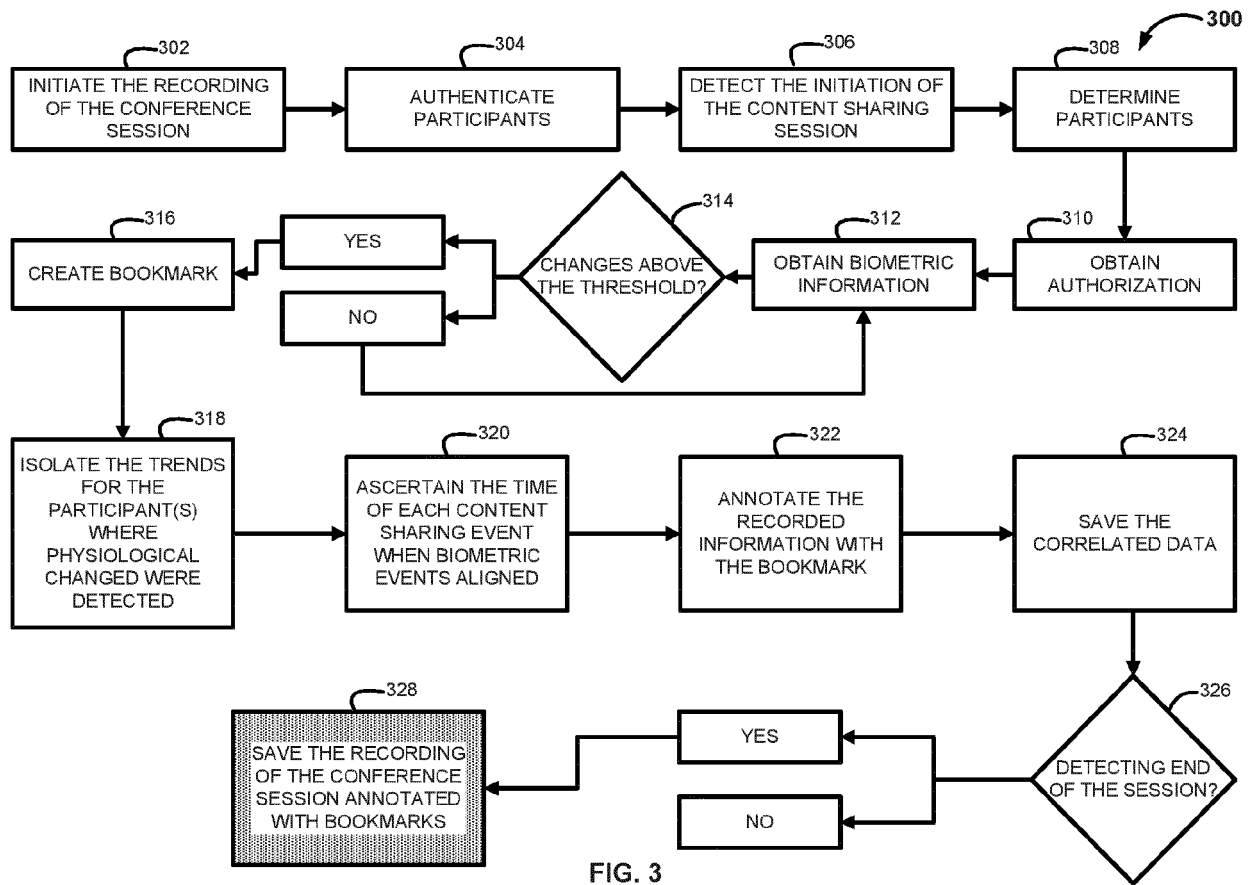 300
302
INITIATE THE RECORDING
OF THE CONFERENCE
SESSION
304
AUTHENTICATE
PARTICIPANTS
306
DETECT THE INITIATION OF
THE CONTENT SHARING
SESSION
308
DETERMINE
PARTICIPANTS
310
OBTAIN
AUTHORIZATION
312
OBTAIN BIOMETRIC
INFORMATION
314
CHANGES ABOVE
THE THRESHOLD?
YES
NO
316
CREATE BOOKMARK
318
ISOLATE THE TRENDS
FOR THE
PARTICIPANT(S)
WHERE
PHYSIOLOGICAL
CHANGED WERE
DETECTED
320
ASCERTAIN THE TIME
OF EACH CONTENT
SHARING EVENT
WHEN BIOMETRIC
EVENTS ALIGNED
322
ANNOTATE THE
RECORDED
INFORMATION WITH
THE BOOKMARK
324
SAVE THE
CORRELATED DATA
326
DETECTING END
OF THE SESSION?
YES
NO
328
SAVE THE RECORDING
OF THE CONFERENCE
SESSION ANNOTATED
WITH BOOKMARKS
FIG. 3